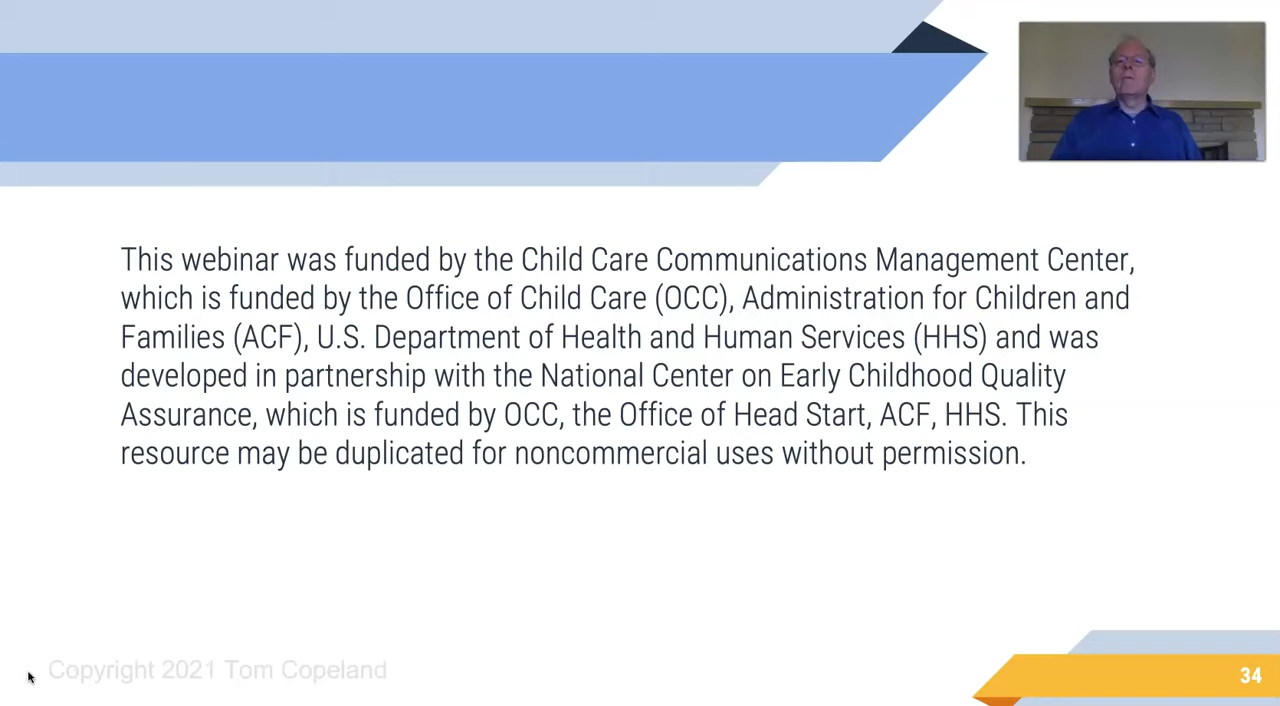 This webinar was funded by the Child Care Communications Management Center,
which is funded by the Office of Child Care (OCC), Administration for Children and
Families (ACF), U.S. Department of Health and Human Services (HHS) and was
developed in partnership with the National Center on Early Childhood Quality
Assurance, which is funded by OCC, the Office of Head Start, ACF, HHS. This
resource may be duplicated for noncommercial uses without permission.
Copyright 2021 Tom Copeland
34